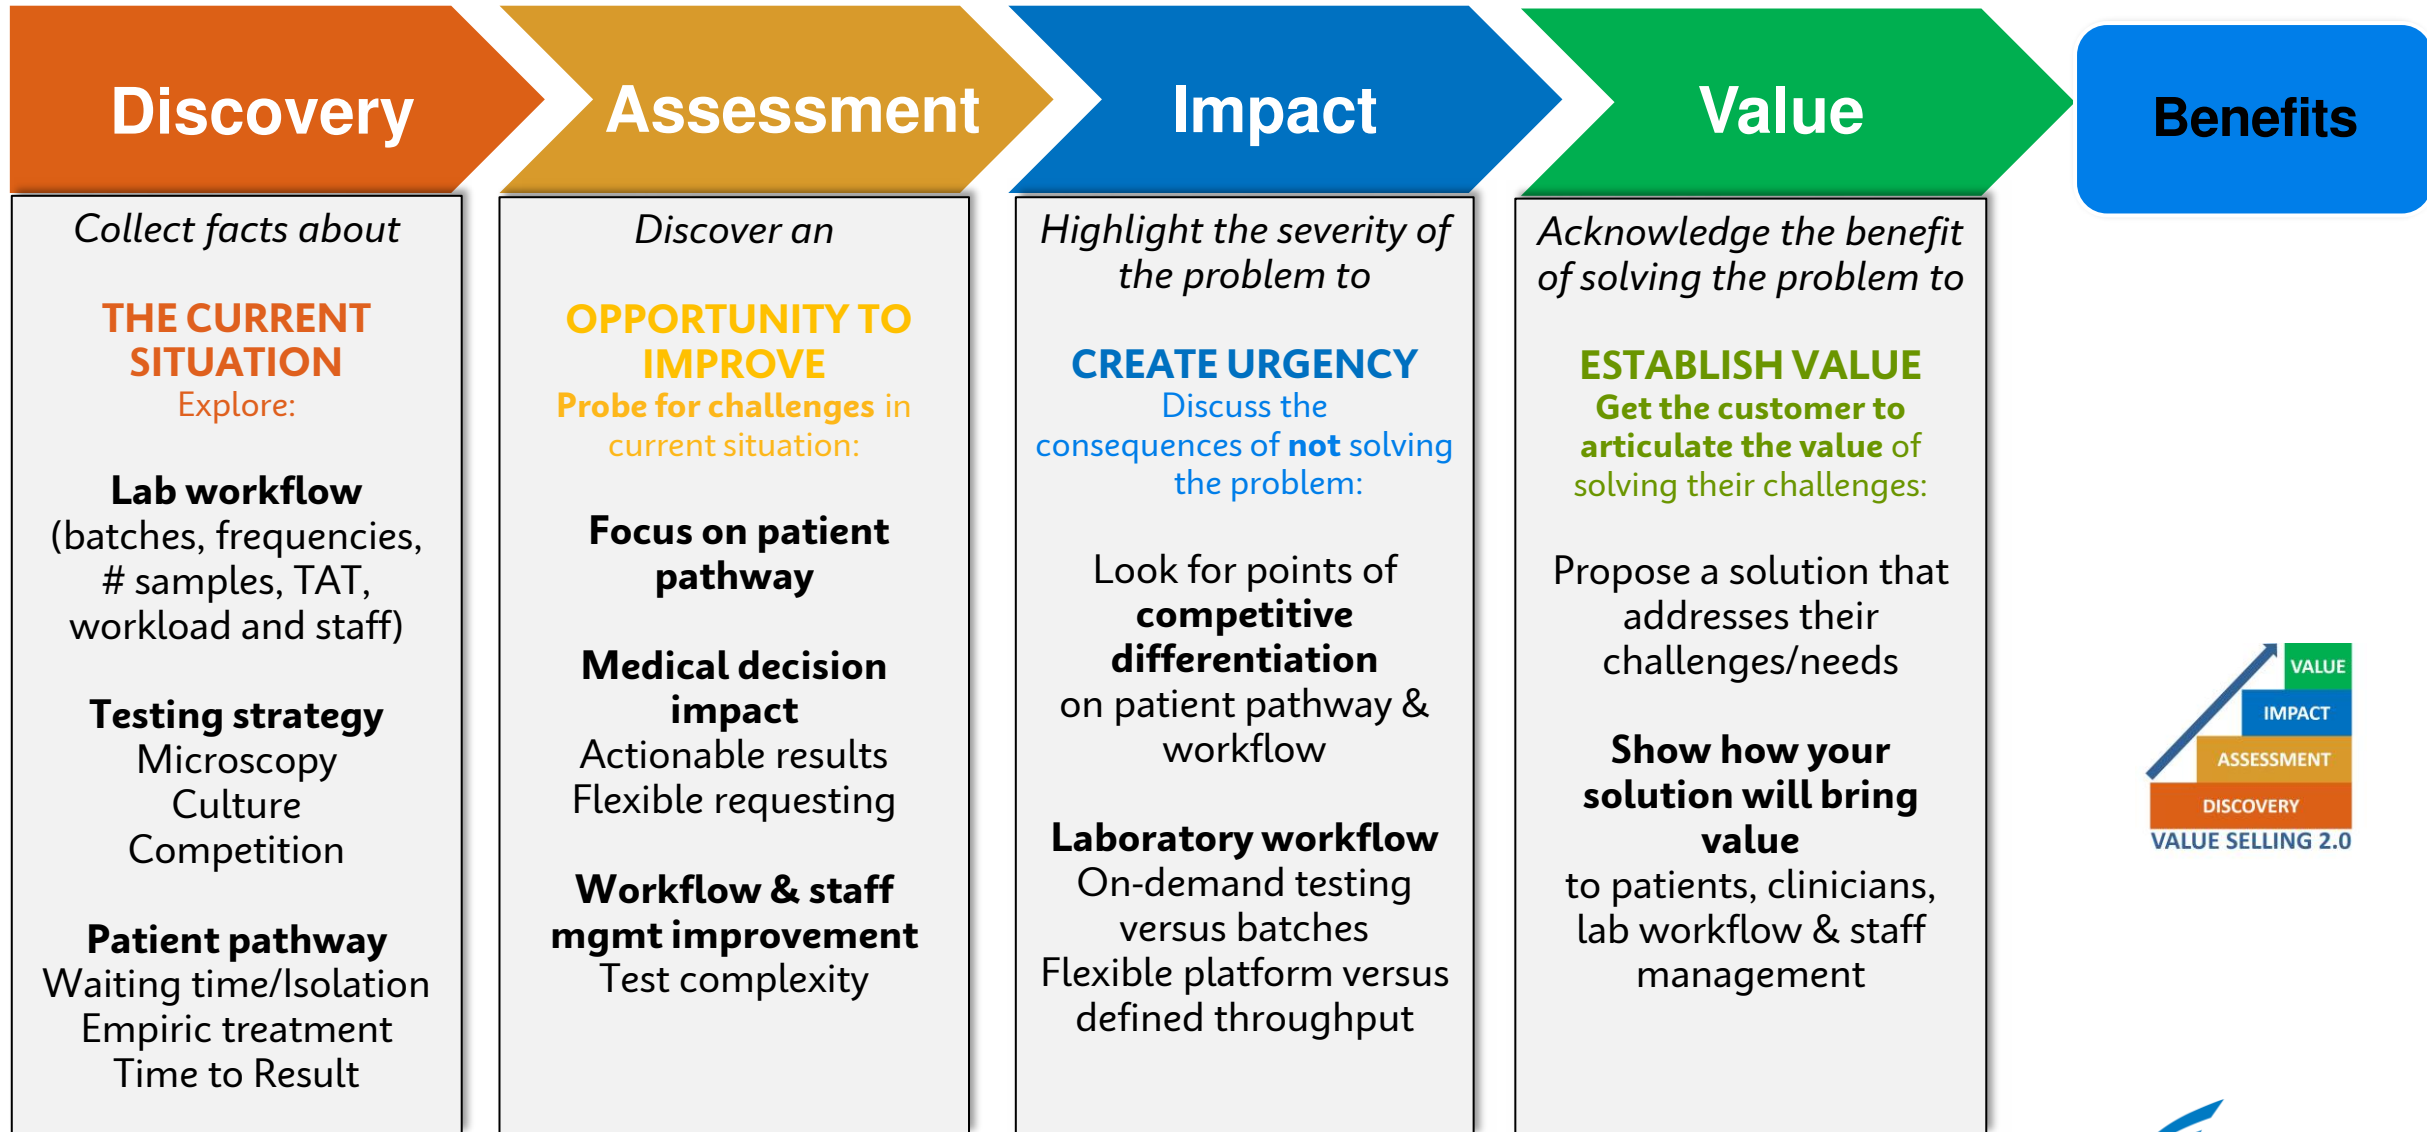 Discovery
Assessment
Impact
Value
Benefits
Collect facts about
THE CURRENT
SITUATION
Explore:
Lab workflow
(batches, frequencies,
# samples, TAT,
workload and staff)
Testing strategy
Microscopy
Culture
Competition
Patient pathway
Waiting time/Isolation
Empiric treatment
Time to Result
Discover an
OPPORTUNITY TO
IMPROVE
Probe for challenges in
current situation:
Focus on patient
pathway
Medical decision
impact
Actionable results
Flexible requesting
Workflow & staff
mgmt improvement
Test complexity
Highlight the severity of
the problem to
CREATE URGENCY
Discuss the
consequences of not solving
the problem:
Look for points of
competitive
differentiation
on patient pathway &
workflow
Laboratory workflow
On-demand testing
versus batches
Flexible platform versus
defined throughput
Acknowledge the benefit
of solving the problem to
ESTABLISH VALUE
Get the customer to
articulate the value of
solving their challenges:
Propose a solution that
addresses their
challenges/needs
Show how your
solution will bring
value
to patients, clinicians,
lab workflow & staff
management
VALUE
IMPACT
ASSESSMENT
DISCOVERY
VALUE SELLING 2.0